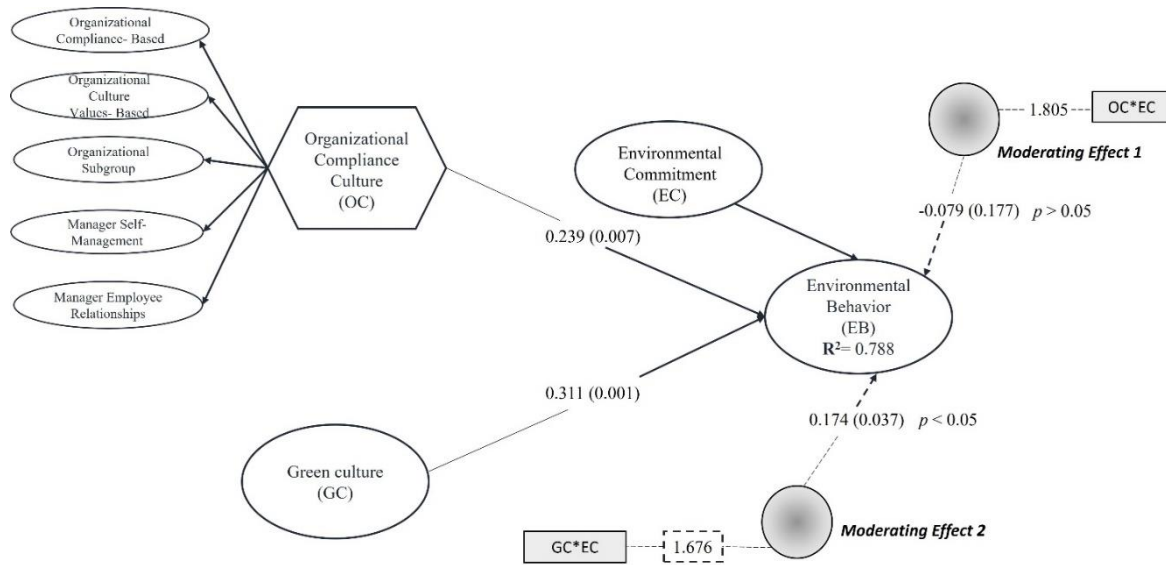 Organizational
Compliance- Based
Organizational
Culture
Values- Based
Organizational
Subgroup
Manager Self-
Management
Manager Employee
Relationships
Organizational
Compliance
Culture
(OC)
Environmental
Commitment
(EC)
1.805
OC*EC
Moderating Effect 1
-0.079 (0.177) p > 0.05
0.239 (0.007)
Environmental
Behavior
(EB)
R²= 0.788
0.311 (0.001)
0.174 (0.037) p < 0.05
Green culture
(GC)
GC*EC
1.676
Moderating Effect 2